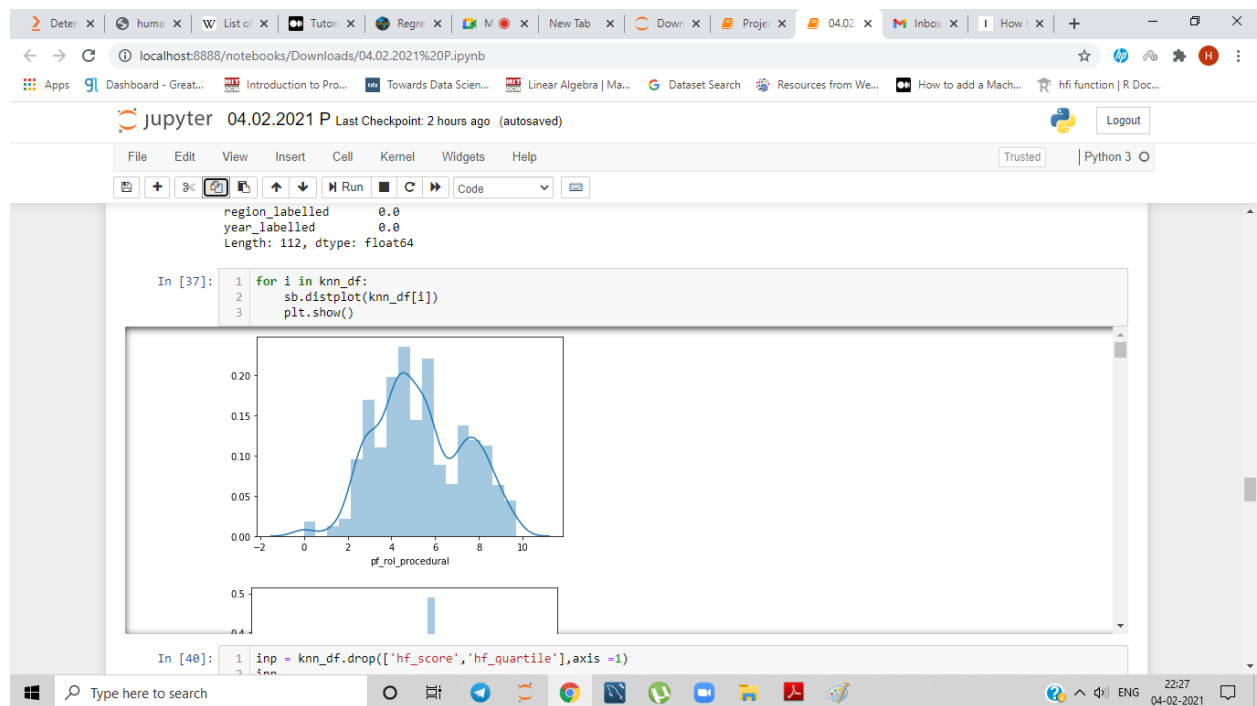 Deter
huma
List of
Tutori
Regre
M
New Tab
Down
Projec
04.02
Inbox
How t
localhost:8888/notebooks/Downloads/04.02.2021%20P.ipynb
H
Apps
Dashboard - Great...
Introduction to Pro...
Towards Data Scien...
Linear Algebra | Ma...
Dataset Search
Resources from We...
How to add a Mach...
hfi function | R Doc...
jupyter 04.02.2021 P Last Checkpoint: 2 hours ago (autosaved)
Logout
File Edit View Insert Cell Kernel Widgets Help
Trusted
Python 3
Run
Code
region_labelled 0.0
year_labelled 0.0
Length: 112, dtype: float64
In [37]:
1 for i in knn_df:
2 sb.distplot(knn_df[i])
3 plt.show()
0.20
0.15
0.10
0.05
0.00
−2 0 2 4 6 8 10
pf_rol_procedural
0.5
0.4
In [40]:
1 inp = knn_df.drop(['hf_score','hf_quartile'],axis =1)
2 inp
Type here to search
ENG
22:27
04-02-2021